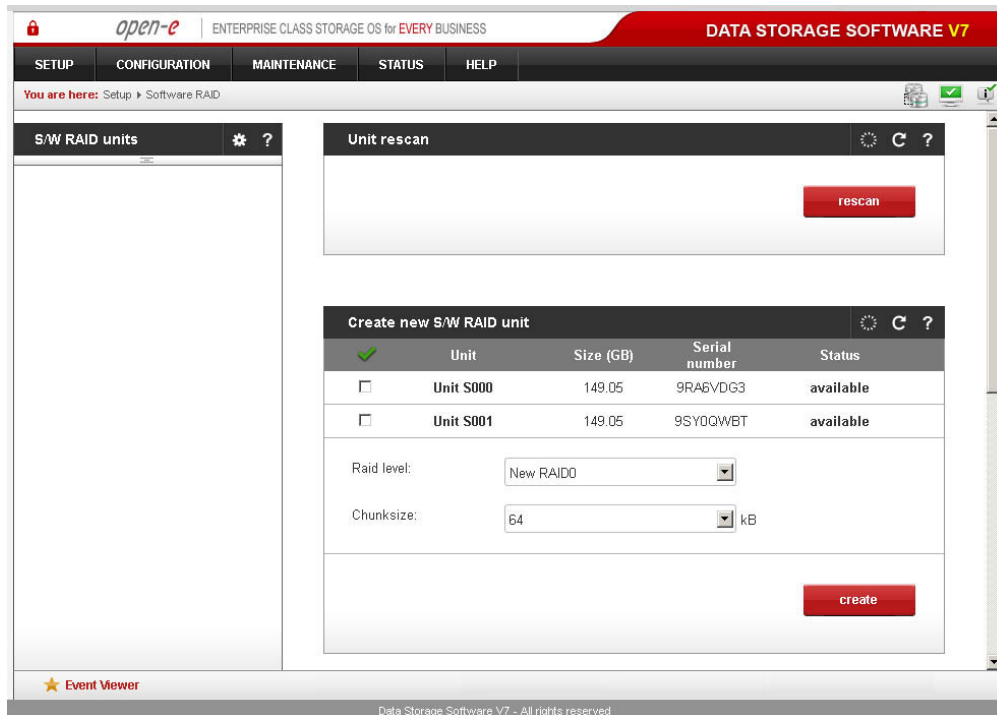 open-e ENTERPRISE CLASS STORAGE OS for EVERY BUSINESS DATA STORAGE SOFTWARE V7
SETUP CONFIGURATION MAINTENANCE STATUS HELP
You are here: Setup ▸ Software RAID
S/W RAID units ?
Unit rescan ?
rescan
Create new S/W RAID unit ?
Unit Size (GB) Serial number Status
Unit S000 149.05 9RA6VDG3 available
Unit S001 149.05 9SY0QWBT available
Raid level: New RAID0
Chunksize: 64 kB
create
Event Viewer
Data Storage Software V7 - All rights reserved